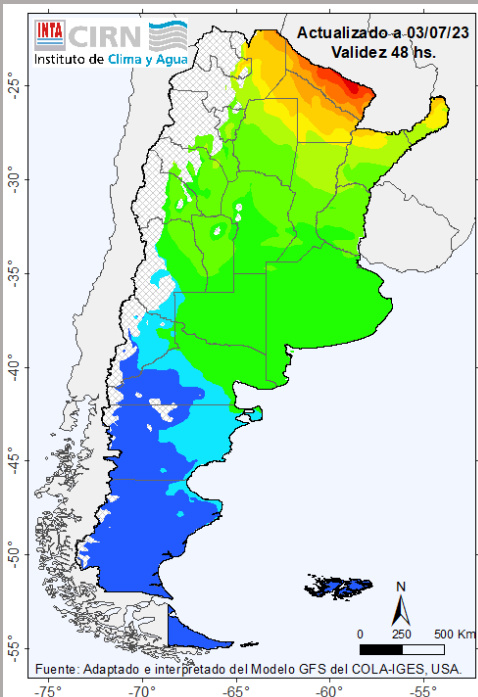 INTA CIRN
Instituto de Clima y Agua
Actualizado a 03/07/23
Validez 48 hs.
-25°
-30°
-35°
-40°
-45°
-50°
-55°
N
0 250 500 Km
Fuente: Adaptado e interpretado del Modelo GFS del COLA-IGES, USA.
-75° -70° -65° -60° -55°